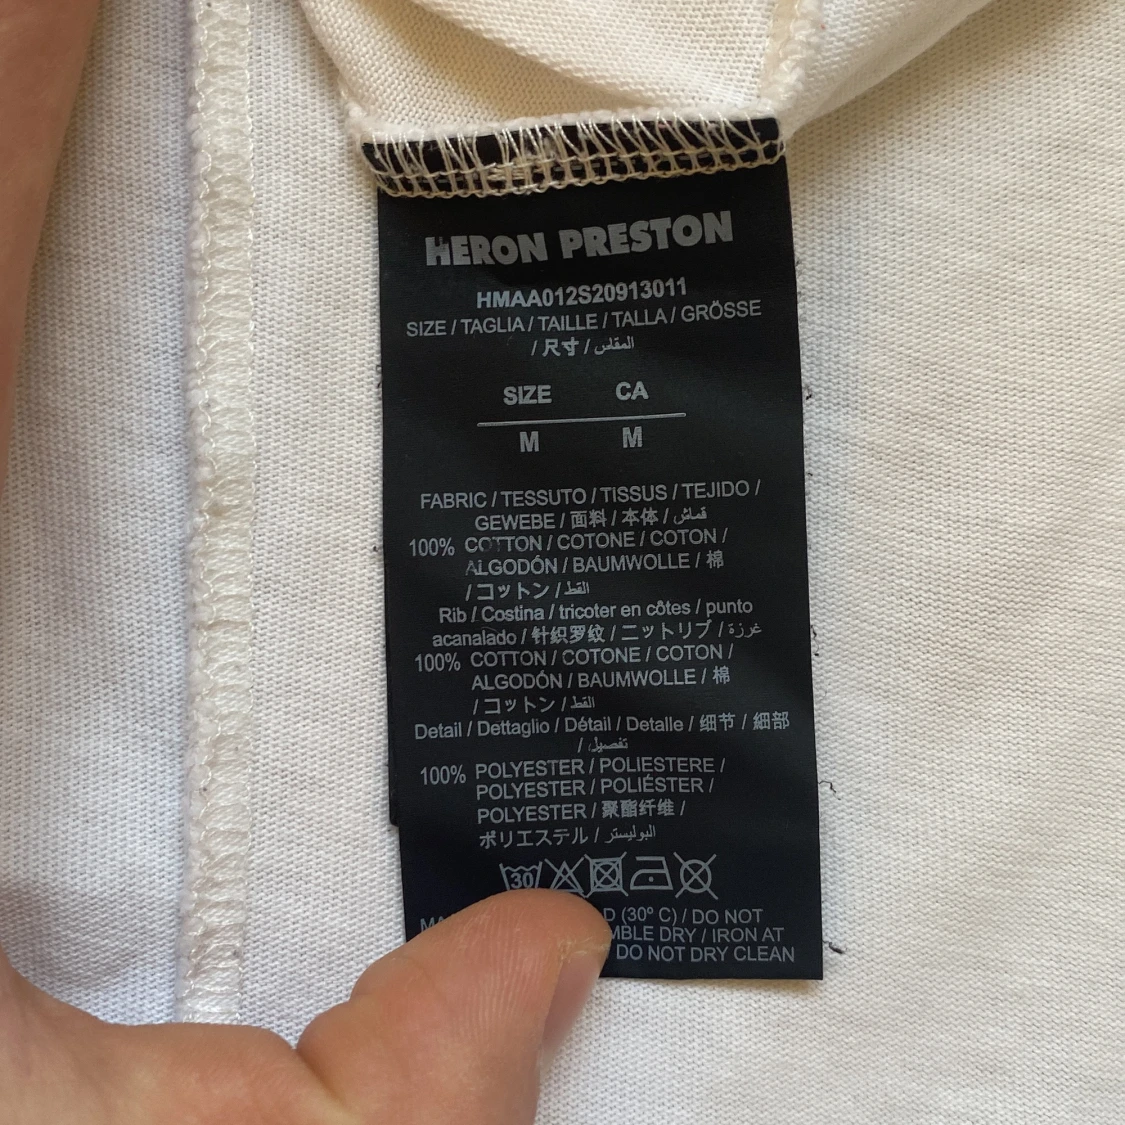 HERON PRESTON
HMAA012S20913011
SIZE / TAGLIA / TAILLE / TALLA / GRÖSSE
/ 尺寸 / المقاس
SIZE CA
M M
FABRIC / TESSUTO / TISSUS / TEJIDO /
GEWEBE / 面料 / 本体 / قماش
100% COTTON / COTONE / COTON /
ALGODÓN / BAUMWOLLE / 棉
/ コットン / القط
Rib / Costina / tricoter en côtes / punto
acanalado / 针织罗纹 / ニットリブ / غرزة
100% COTTON / COTONE / COTON /
ALGODÓN / BAUMWOLLE / 棉
/ コットン / القط
Detail / Dettaglio / Détail / Detalle / 细节 / 細部
/ تفصيل
100% POLYESTER / POLIESTERE /
POLYESTER / POLIÉSTER /
POLYESTER / 聚酯纤维 /
ポリエステル / البوليستر
30
(30º C) / DO NOT
DRY / IRON AT
DO NOT DRY CLEAN